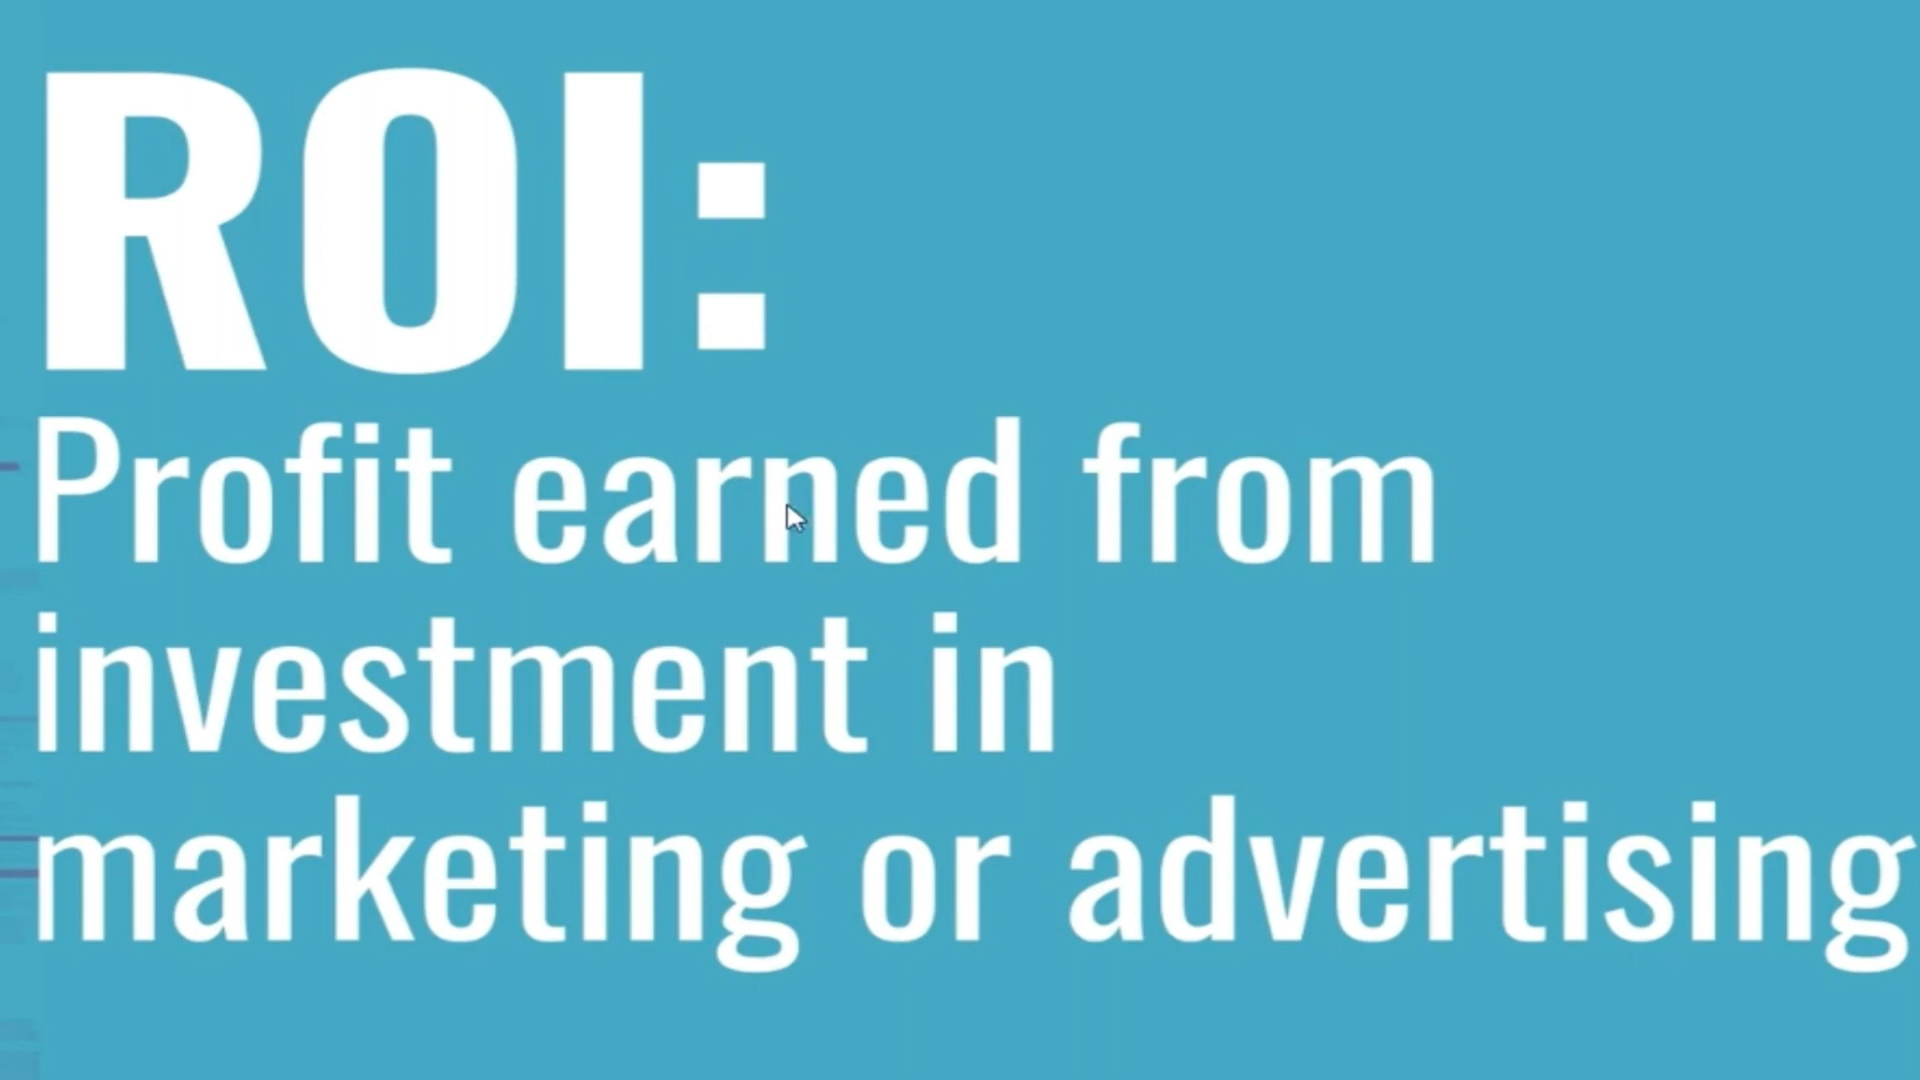 ROI:
Profit earned from
investment in
marketing or advertising